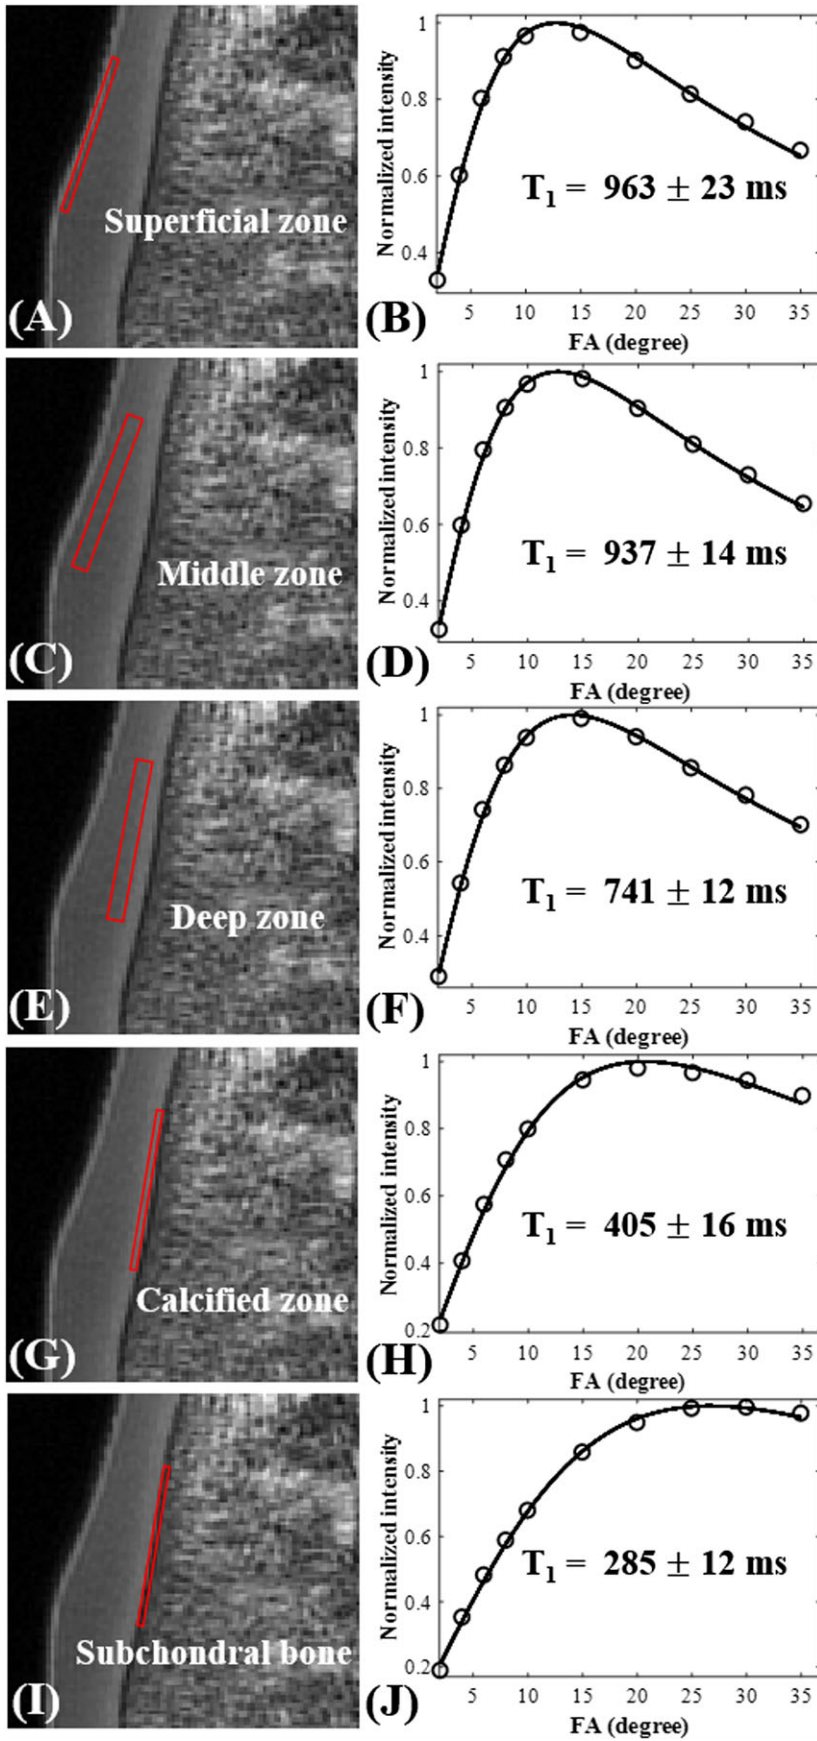 Superficial zone
(A)
Normalized intensity
1
0.8
0.6
0.4
T1 = 963 ± 23 ms
5 10 15 20 25 30 35
FA (degree)
(B)
Middle zone
(C)
Normalized intensity
1
0.8
0.6
0.4
T1 = 937 ± 14 ms
5 10 15 20 25 30 35
FA (degree)
(D)
Deep zone
(E)
Normalized intensity
1
0.8
0.6
0.4
T1 = 741 ± 12 ms
5 10 15 20 25 30 35
FA (degree)
(F)
Calcified zone
(G)
Normalized intensity
1
0.8
0.6
0.4
0.2
T1 = 405 ± 16 ms
5 10 15 20 25 30 35
FA (degree)
(H)
Subchondral bone
(I)
Normalized intensity
1
0.8
0.6
0.4
0.2
T1 = 285 ± 12 ms
5 10 15 20 25 30 35
FA (degree)
(J)